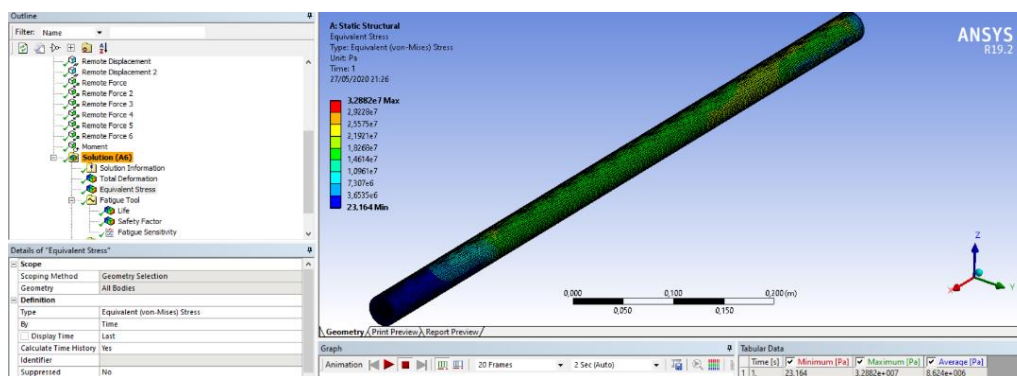 Outline
Filter: Name
Remote Displacement
Remote Displacement 2
Remote Force
Remote Force 2
Remote Force 3
Remote Force 4
Remote Force 5
Remote Force 6
Moment
Solution (A6)
Solution Information
Total Deformation
Equivalent Stress
Fatigue Tool
Life
Safety Factor
Fatigue Sensitivity
Details of "Equivalent Stress"
Scope
Scoping Method Geometry Selection
Geometry All Bodies
Definition
Type Equivalent (von-Mises) Stress
By Time
Display Time Last
Calculate Time History Yes
Identifier
Suppressed No
A: Static Structural
Equivalent Stress
Type: Equivalent (von-Mises) Stress
Unit: Pa
Time: 1
27/05/2020 21:26
3,2882e7 Max
2,9228e7
2,5575e7
2,1921e7
1,8268e7
1,4614e7
1,0961e7
7,307e6
3,6535e6
23,164 Min
ANSYS
R19.2
Z
Y
X
0,000 0,100 0,200 (m)
0,050 0,150
Geometry Print Preview Report Preview
Graph
Animation 20 Frames 2 Sec (Auto)
Tabular Data
Time [s] Minimum [Pa] Maximum [Pa] Average [Pa]
1 1, 23,164 3,2882e+007 8,624e+006